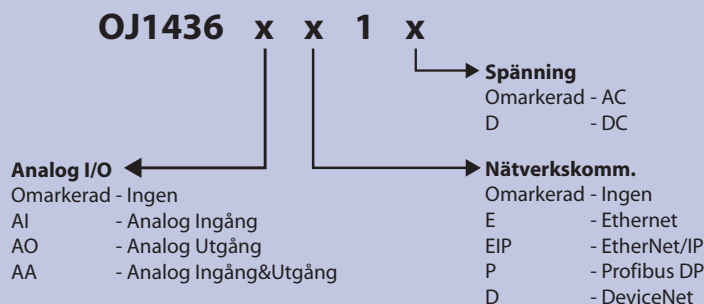 OJ1436 x x 1 x
Spänning
Omarkerad - AC
D - DC
Analog I/O
Omarkerad - Ingen
AI - Analog Ingång
AO - Analog Utgång
AA - Analog Ingång&Utgång
Nätverkskomm.
Omarkerad - Ingen
E - Ethernet
EIP - EtherNet/IP
P - Profibus DP
D - DeviceNet